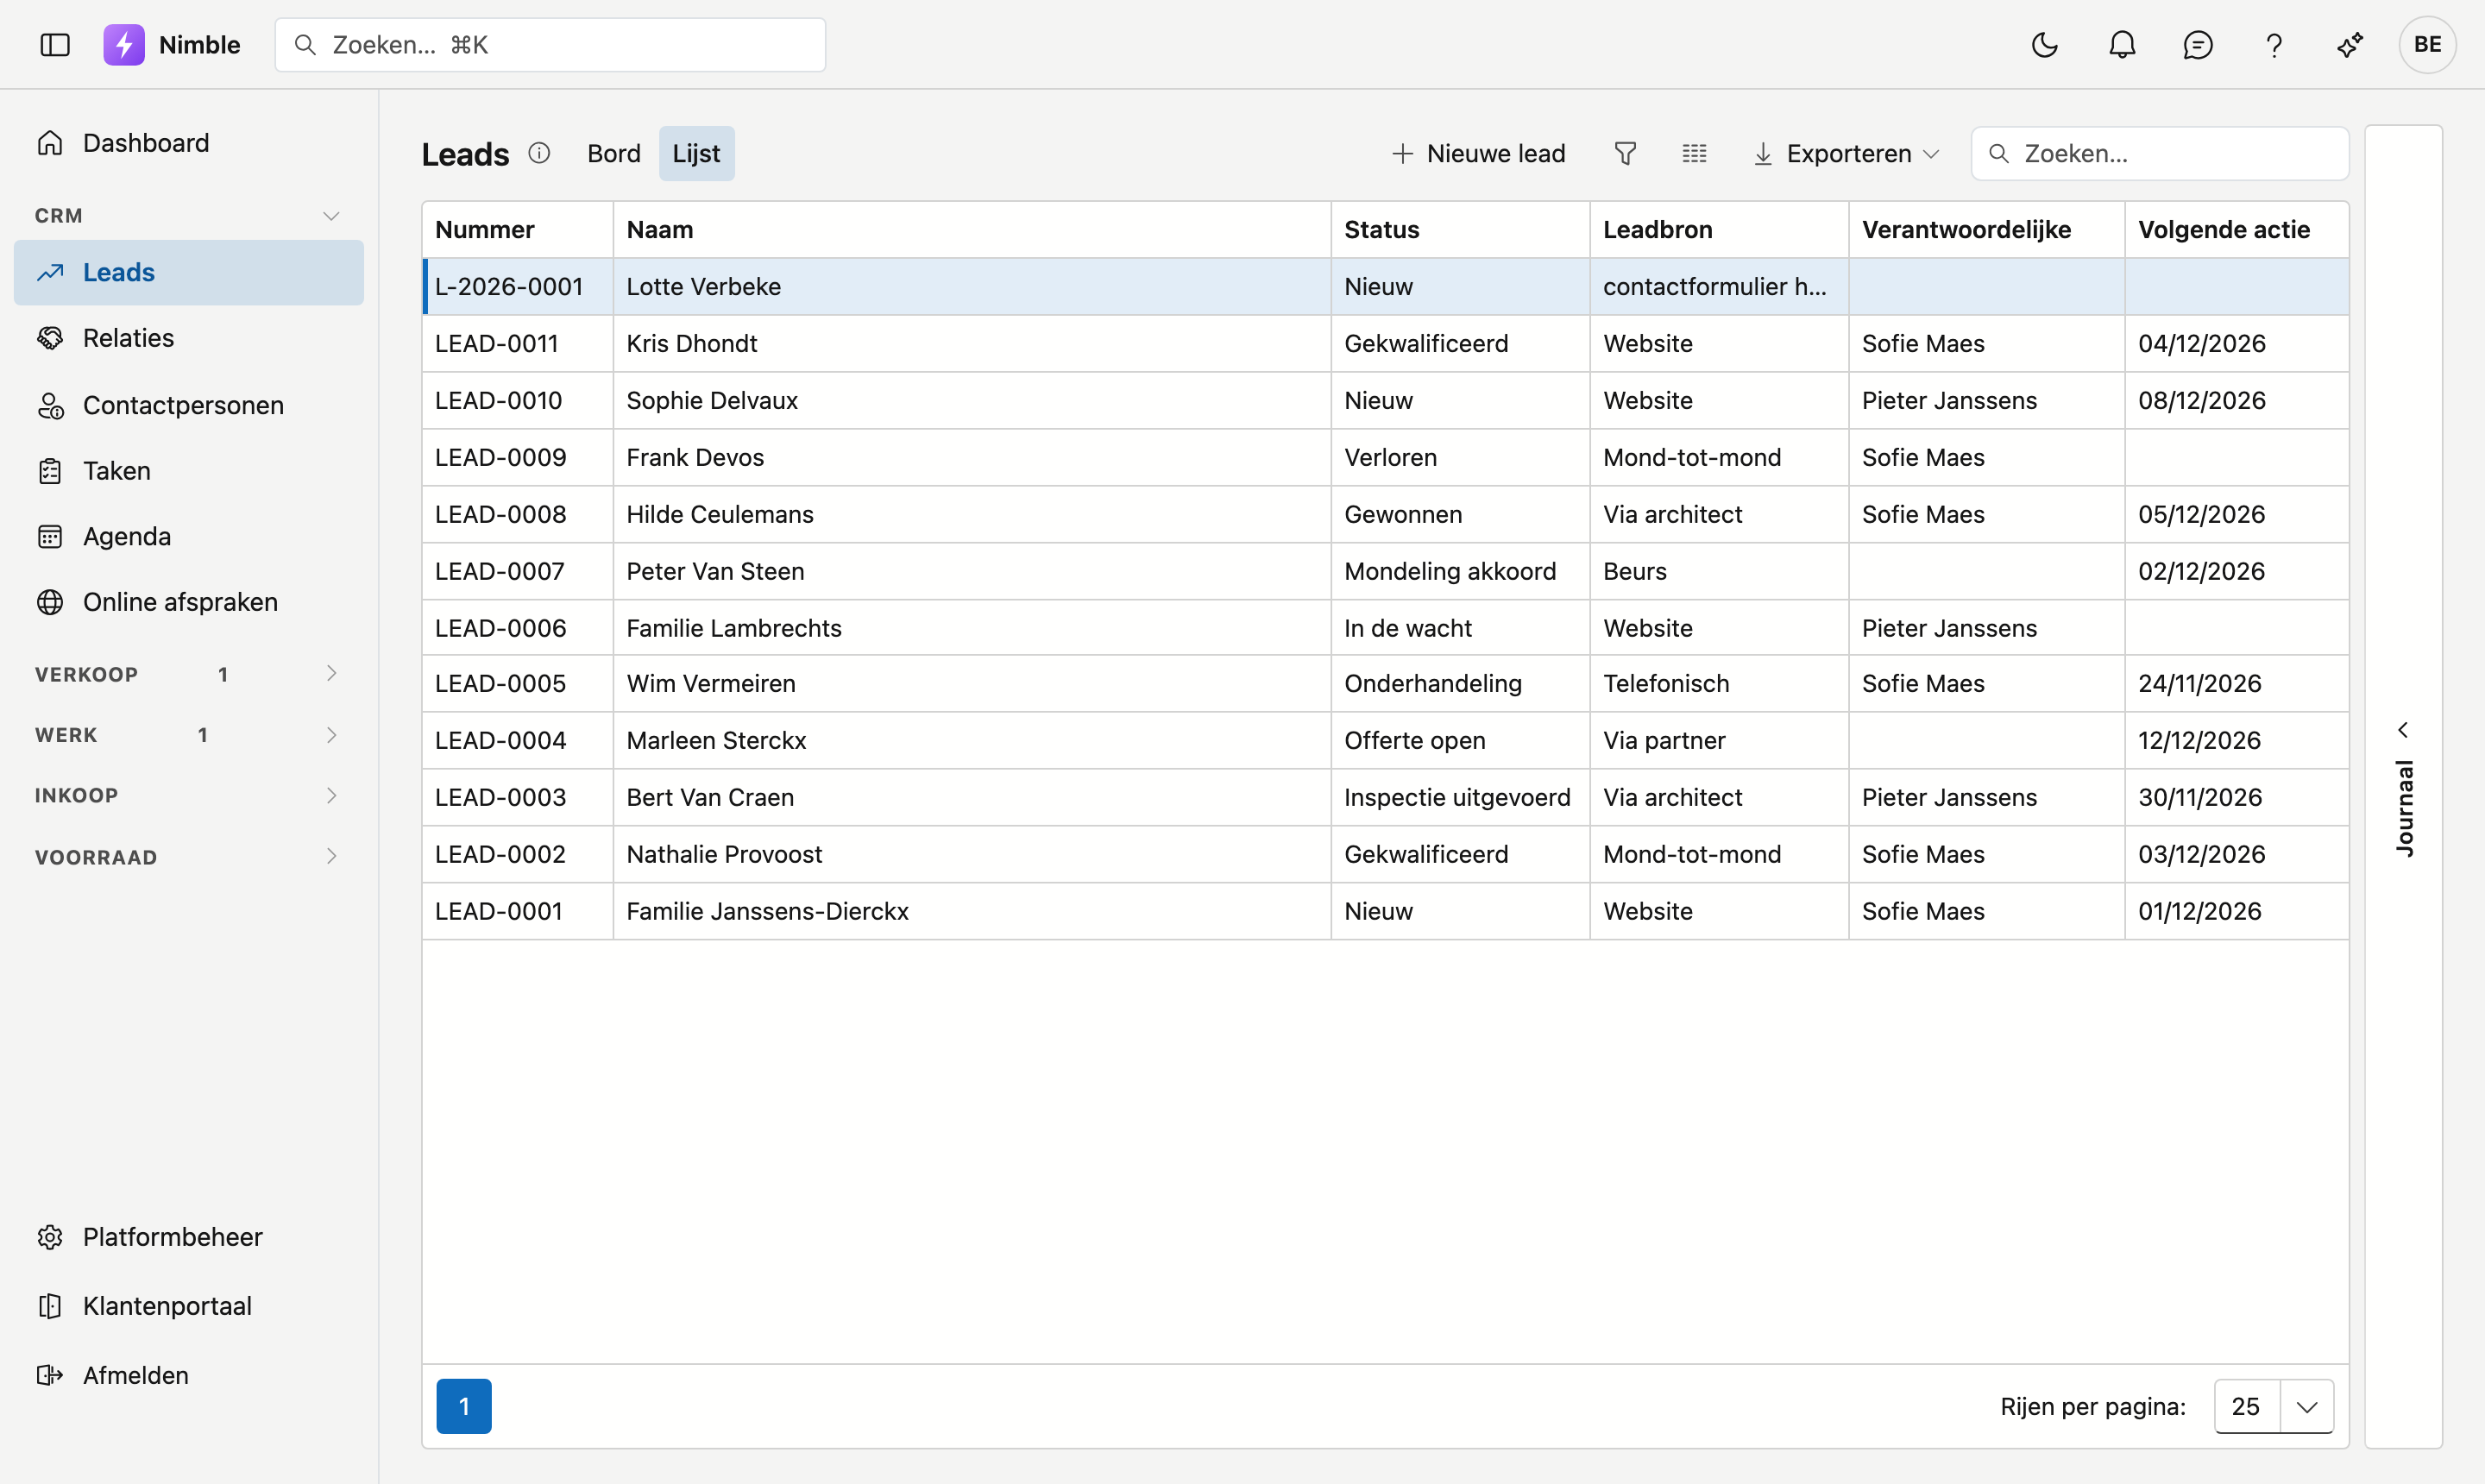 Nimble
Zoeken... ⌘K
BE
Dashboard
CRM
Leads
Relaties
Contactpersonen
Taken
Agenda
Online afspraken
VERKOOP 1
WERK 1
INKOOP
VOORRAAD
Platformbeheer
Klantenportaal
Afmelden
Leads Bord Lijst Nieuwe lead Exporteren Zoeken...
Nummer Naam Status Leadbron Verantwoordelijke Volgende actie
L-2026-0001 Lotte Verbeke Nieuw contactformulier h...
LEAD-0011 Kris Dhondt Gekwalificeerd Website Sofie Maes 04/12/2026
LEAD-0010 Sophie Delvaux Nieuw Website Pieter Janssens 08/12/2026
LEAD-0009 Frank Devos Verloren Mond-tot-mond Sofie Maes
LEAD-0008 Hilde Ceulemans Gewonnen Via architect Sofie Maes 05/12/2026
LEAD-0007 Peter Van Steen Mondeling akkoord Beurs 02/12/2026
LEAD-0006 Familie Lambrechts In de wacht Website Pieter Janssens
LEAD-0005 Wim Vermeiren Onderhandeling Telefonisch Sofie Maes 24/11/2026
LEAD-0004 Marleen Sterckx Offerte open Via partner 12/12/2026
LEAD-0003 Bert Van Craen Inspectie uitgevoerd Via architect Pieter Janssens 30/11/2026
LEAD-0002 Nathalie Provoost Gekwalificeerd Mond-tot-mond Sofie Maes 03/12/2026
LEAD-0001 Familie Janssens-Dierckx Nieuw Website Sofie Maes 01/12/2026
1 Rijen per pagina: 25
Journaal